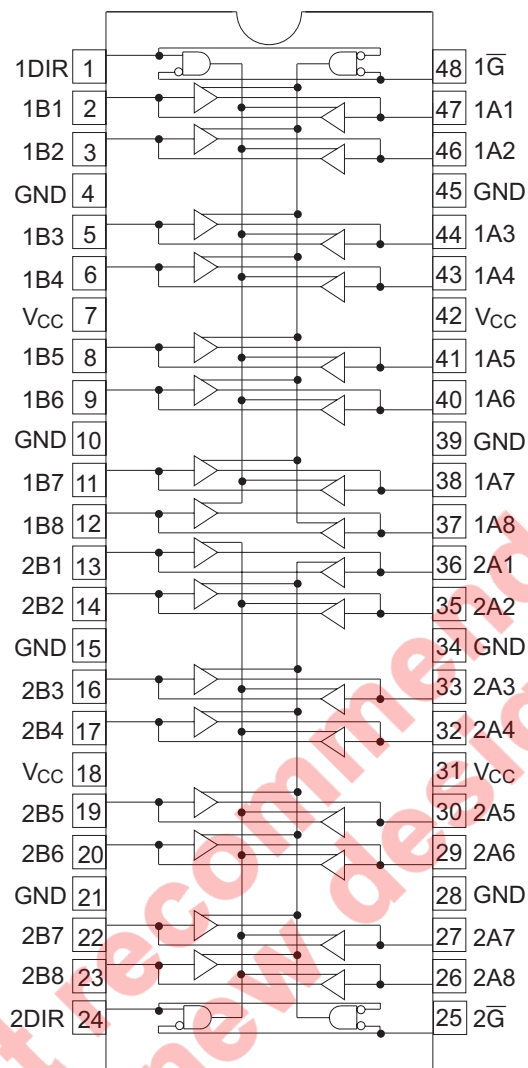 1DIR 1 48 1G̅
1B1 2 47 1A1
1B2 3 46 1A2
GND 4 45 GND
1B3 5 44 1A3
1B4 6 43 1A4
VCC 7 42 VCC
1B5 8 41 1A5
1B6 9 40 1A6
GND 10 39 GND
1B7 11 38 1A7
1B8 12 37 1A8
2B1 13 36 2A1
2B2 14 35 2A2
GND 15 34 GND
2B3 16 33 2A3
2B4 17 32 2A4
VCC 18 31 VCC
2B5 19 30 2A5
2B6 20 29 2A6
GND 21 28 GND
2B7 22 27 2A7
2B8 23 26 2A8
2DIR 24 25 2G̅
recommend
new desig